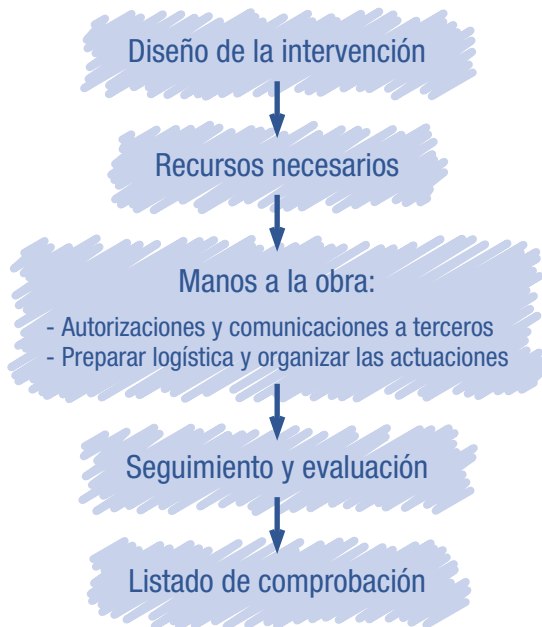 Diseño de la intervención
Recursos necesarios
Manos a la obra:
- Autorizaciones y comunicaciones a terceros
- Preparar logística y organizar las actuaciones
Seguimiento y evaluación
Listado de comprobación